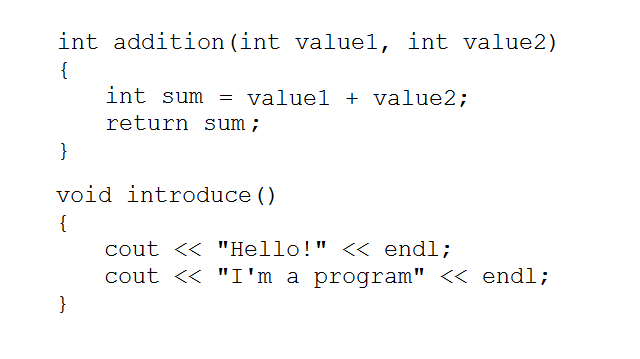 int addition(int value1, int value2)
{
    int sum = value1 + value2;
    return sum;
}
void introduce()
{
    cout << "Hello!" << endl;
    cout << "I'm a program" << endl;
}